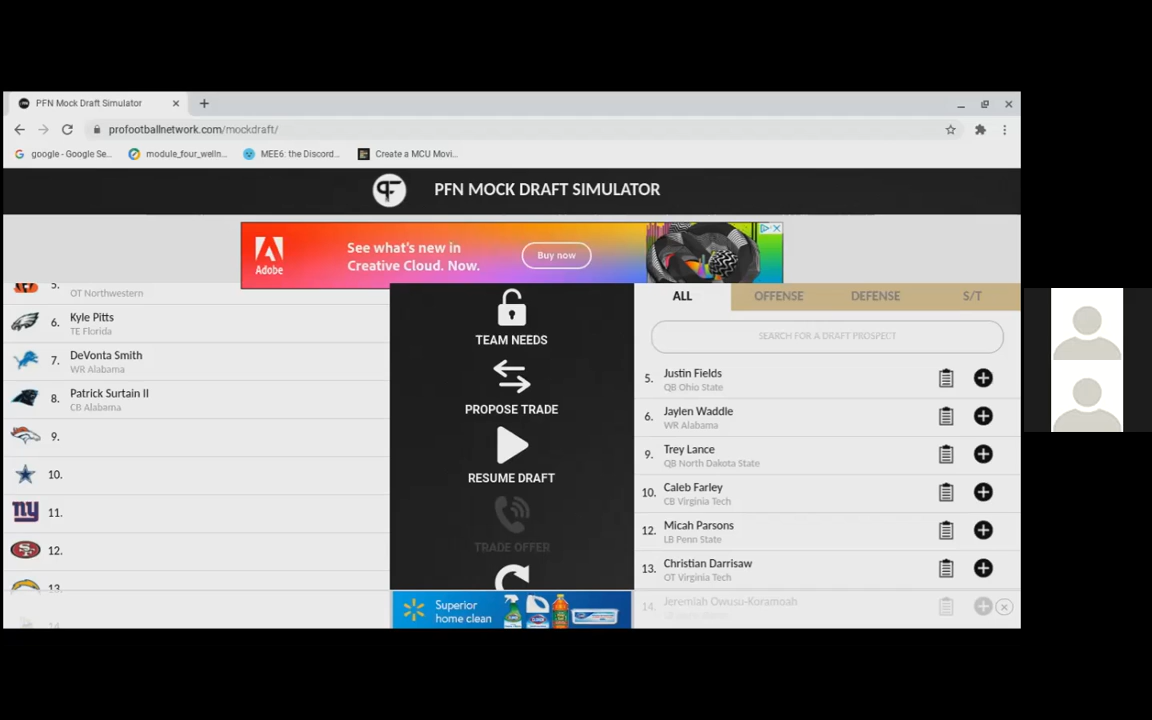 PFN Mock Draft Simulator
profootballnetwork.com/mockdraft/
google - Google Se...
module_four_welln...
MEE6: the Discord...
Create a MCU Movi...
PFN MOCK DRAFT SIMULATOR
Adobe
See what's new in
Creative Cloud. Now.
Buy now
5.
OT Northwestern
6. Kyle Pitts
TE Florida
7. DeVonta Smith
WR Alabama
8. Patrick Surtain II
CB Alabama
9.
10.
ny 11.
12.
13.
14.
TEAM NEEDS
PROPOSE TRADE
RESUME DRAFT
TRADE OFFER
Superior
home clean
ALL OFFENSE DEFENSE S/T
SEARCH FOR A DRAFT PROSPECT
5. Justin Fields
QB Ohio State
6. Jaylen Waddle
WR Alabama
9. Trey Lance
QB North Dakota State
10. Caleb Farley
CB Virginia Tech
12. Micah Parsons
LB Penn State
13. Christian Darrisaw
OT Virginia Tech
14. Jeremiah Owusu-Koramoah